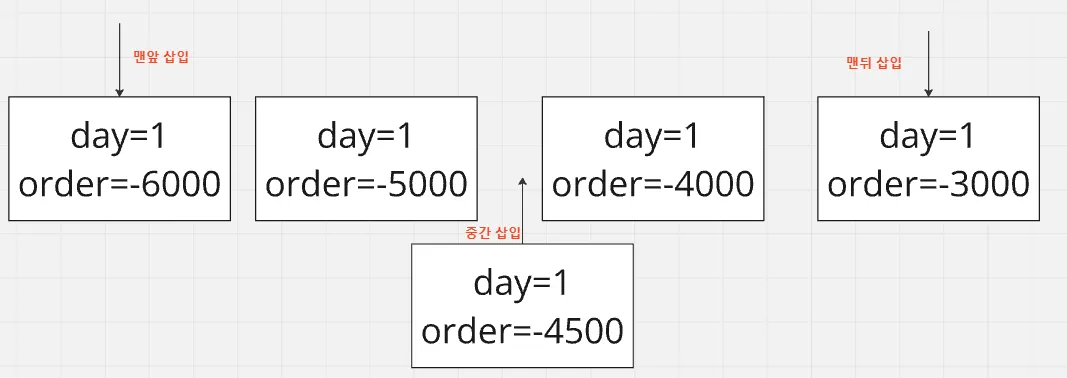 맨앞 삽입
맨뒤 삽입
day=1
order=-6000
day=1
order=-5000
day=1
order=-4000
day=1
order=-3000
중간 삽입
day=1
order=-4500